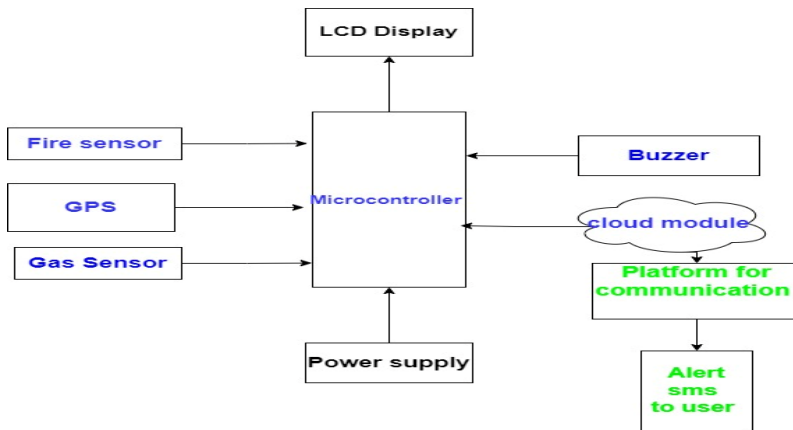 LCD Display
Fire sensor
GPS
Gas Sensor
Microcontroller
Buzzer
cloud module
Platform for
communication
Power supply
Alert
sms
to user